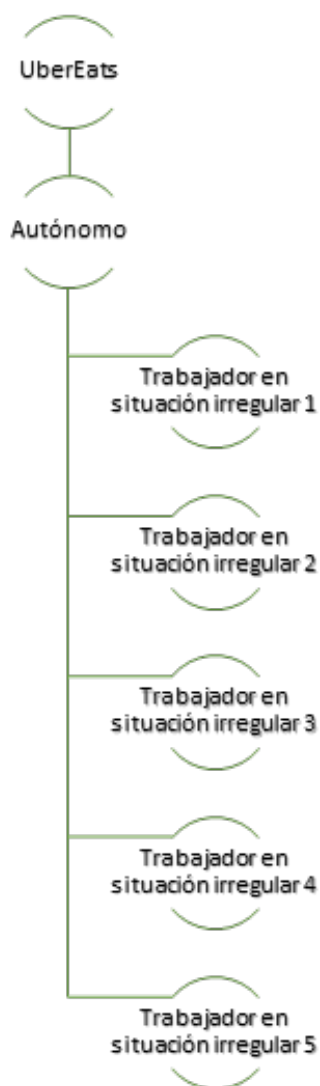 UberEats
Autónomo
Trabajador en
situación irregular 1
Trabajador en
situación irregular 2
Trabajador en
situación irregular 3
Trabajador en
situación irregular 4
Trabajador en
situación irregular 5